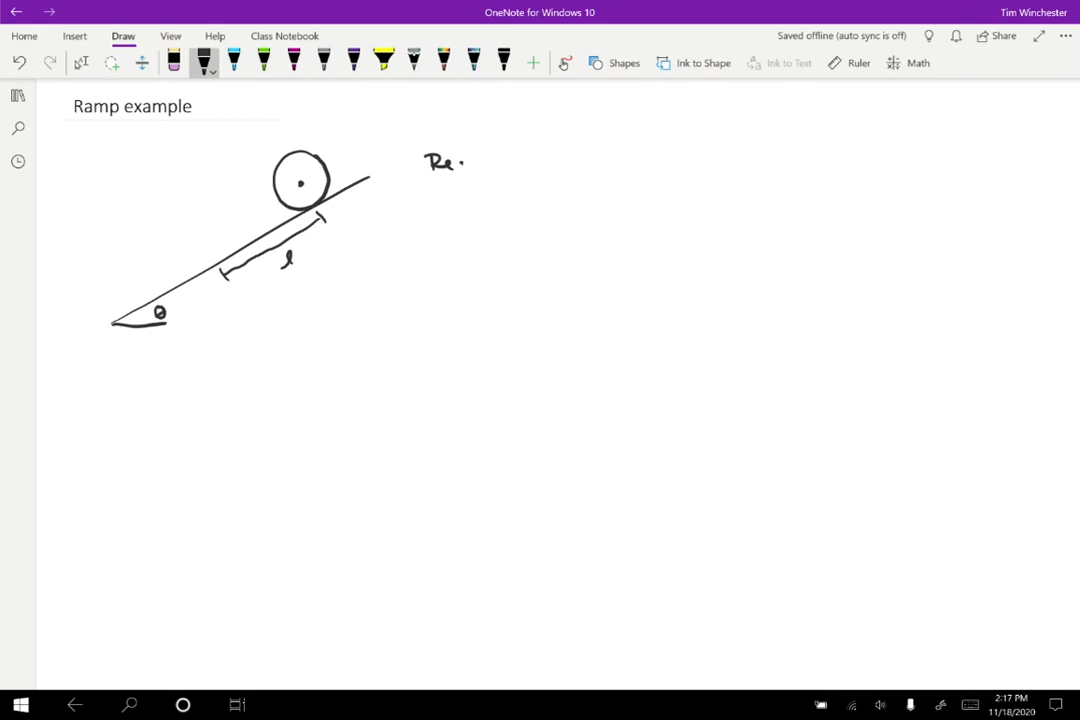 OneNote for Windows 10
Tim Winchester
Home Insert Draw View Help Class Notebook
Saved offline (auto sync is off) Share
Shapes Ink to Shape Ink to Text Ruler Math
Ramp example
Re.
l
θ
2:17 PM
11/18/2020